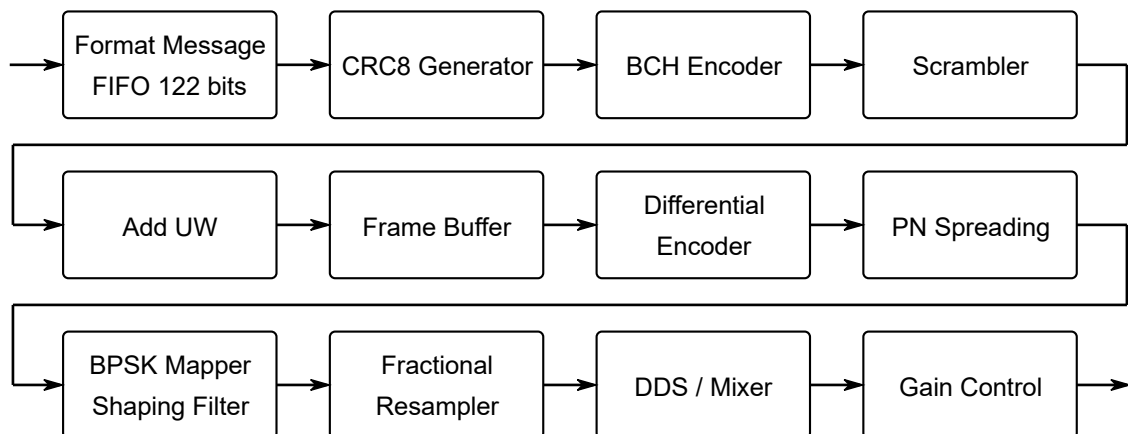 Format Message
FIFO 122 bits
CRC8 Generator
BCH Encoder
Scrambler
Add UW
Frame Buffer
Differential
Encoder
PN Spreading
BPSK Mapper
Shaping Filter
Fractional
Resampler
DDS / Mixer
Gain Control